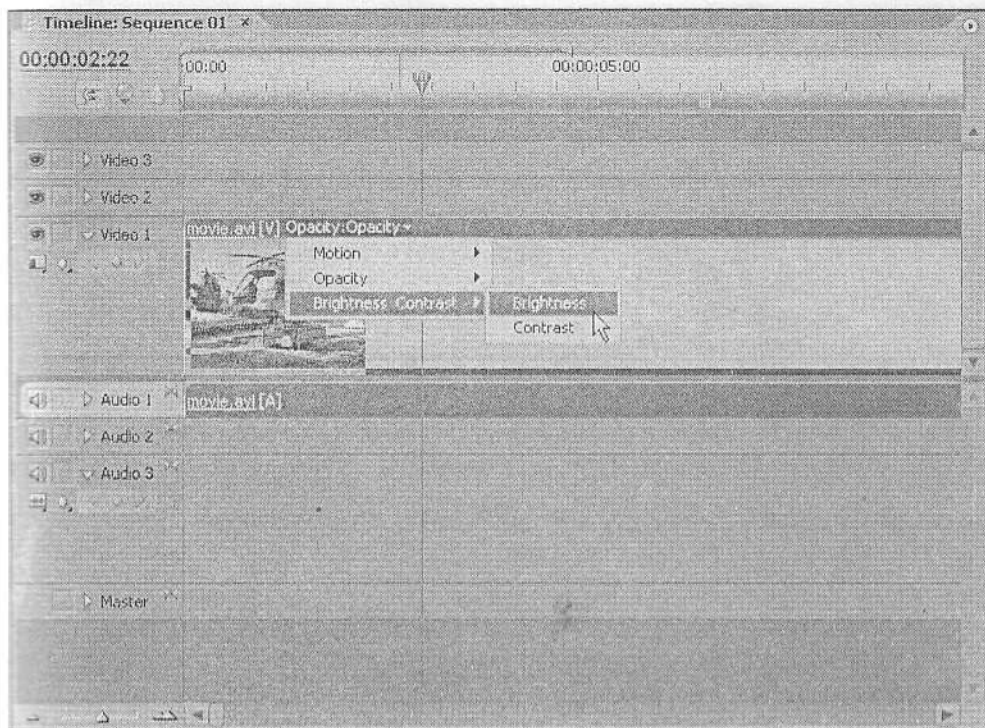 Timeline: Sequence 01 ×
00;00;02;22
00;00
00;00;05;00
Video 3
Video 2
Video 1
movie.avi [V] Opacity:Opacity
Motion
Opacity
Brightness Contrast
Brightness
Contrast
Audio 1
movie.avi [A]
Audio 2
Audio 3
Master